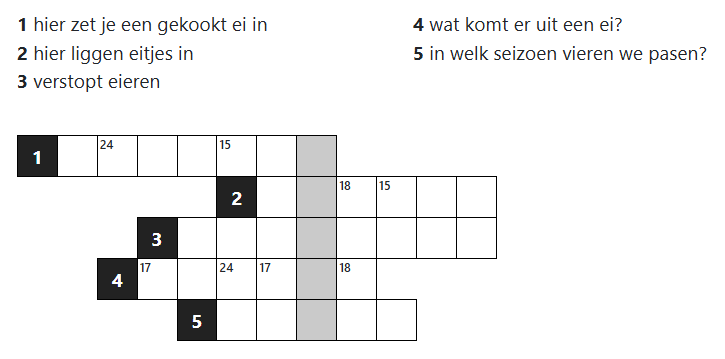 1 hier zet je een gekookt ei in
2 hier liggen eitjes in
3 verstopt eieren
4 wat komt er uit een ei?
5 in welk seizoen vieren we pasen?
1 24 15
2 18 15
3
4 17 24 17 18
5